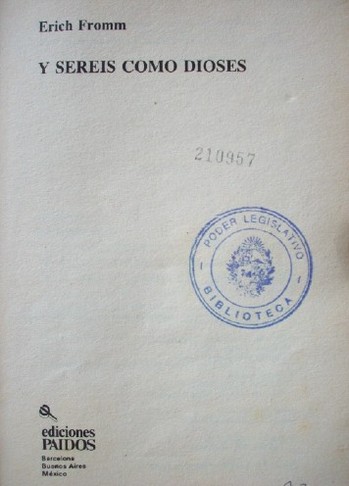 Erich Fromm
Y SEREIS COMO DIOSES
210957
PODER LEGISLATIVO
BIBLIOTECA
ediciones
PAIDOS
Barcelona
Buenos Aires
México